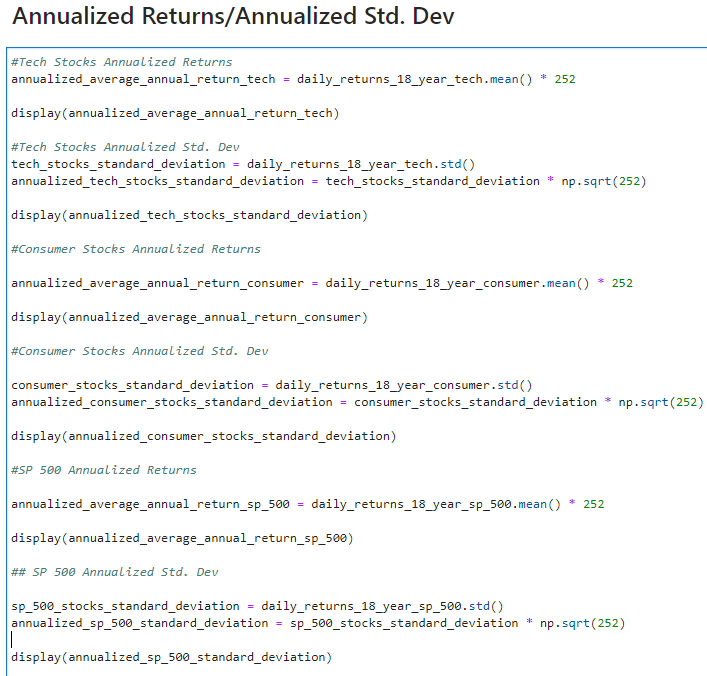 Annualized Returns/Annualized Std. Dev
#Tech Stocks Annualized Returns
annualized_average_annual_return_tech = daily_returns_18_year_tech.mean() * 252
display(annualized_average_annual_return_tech)
#Tech Stocks Annualized Std. Dev
tech_stocks_standard_deviation = daily_returns_18_year_tech.std()
annualized_tech_stocks_standard_deviation = tech_stocks_standard_deviation * np.sqrt(252)
display(annualized_tech_stocks_standard_deviation)
#Consumer Stocks Annualized Returns
annualized_average_annual_return_consumer = daily_returns_18_year_consumer.mean() * 252
display(annualized_average_annual_return_consumer)
#Consumer Stocks Annualized Std. Dev
consumer_stocks_standard_deviation = daily_returns_18_year_consumer.std()
annualized_consumer_stocks_standard_deviation = consumer_stocks_standard_deviation * np.sqrt(252)
display(annualized_consumer_stocks_standard_deviation)
#SP 500 Annualized Returns
annualized_average_annual_return_sp_500 = daily_returns_18_year_sp_500.mean() * 252
display(annualized_average_annual_return_sp_500)
## SP 500 Annualized Std. Dev
sp_500_stocks_standard_deviation = daily_returns_18_year_sp_500.std()
annualized_sp_500_standard_deviation = sp_500_stocks_standard_deviation * np.sqrt(252)
display(annualized_sp_500_standard_deviation)